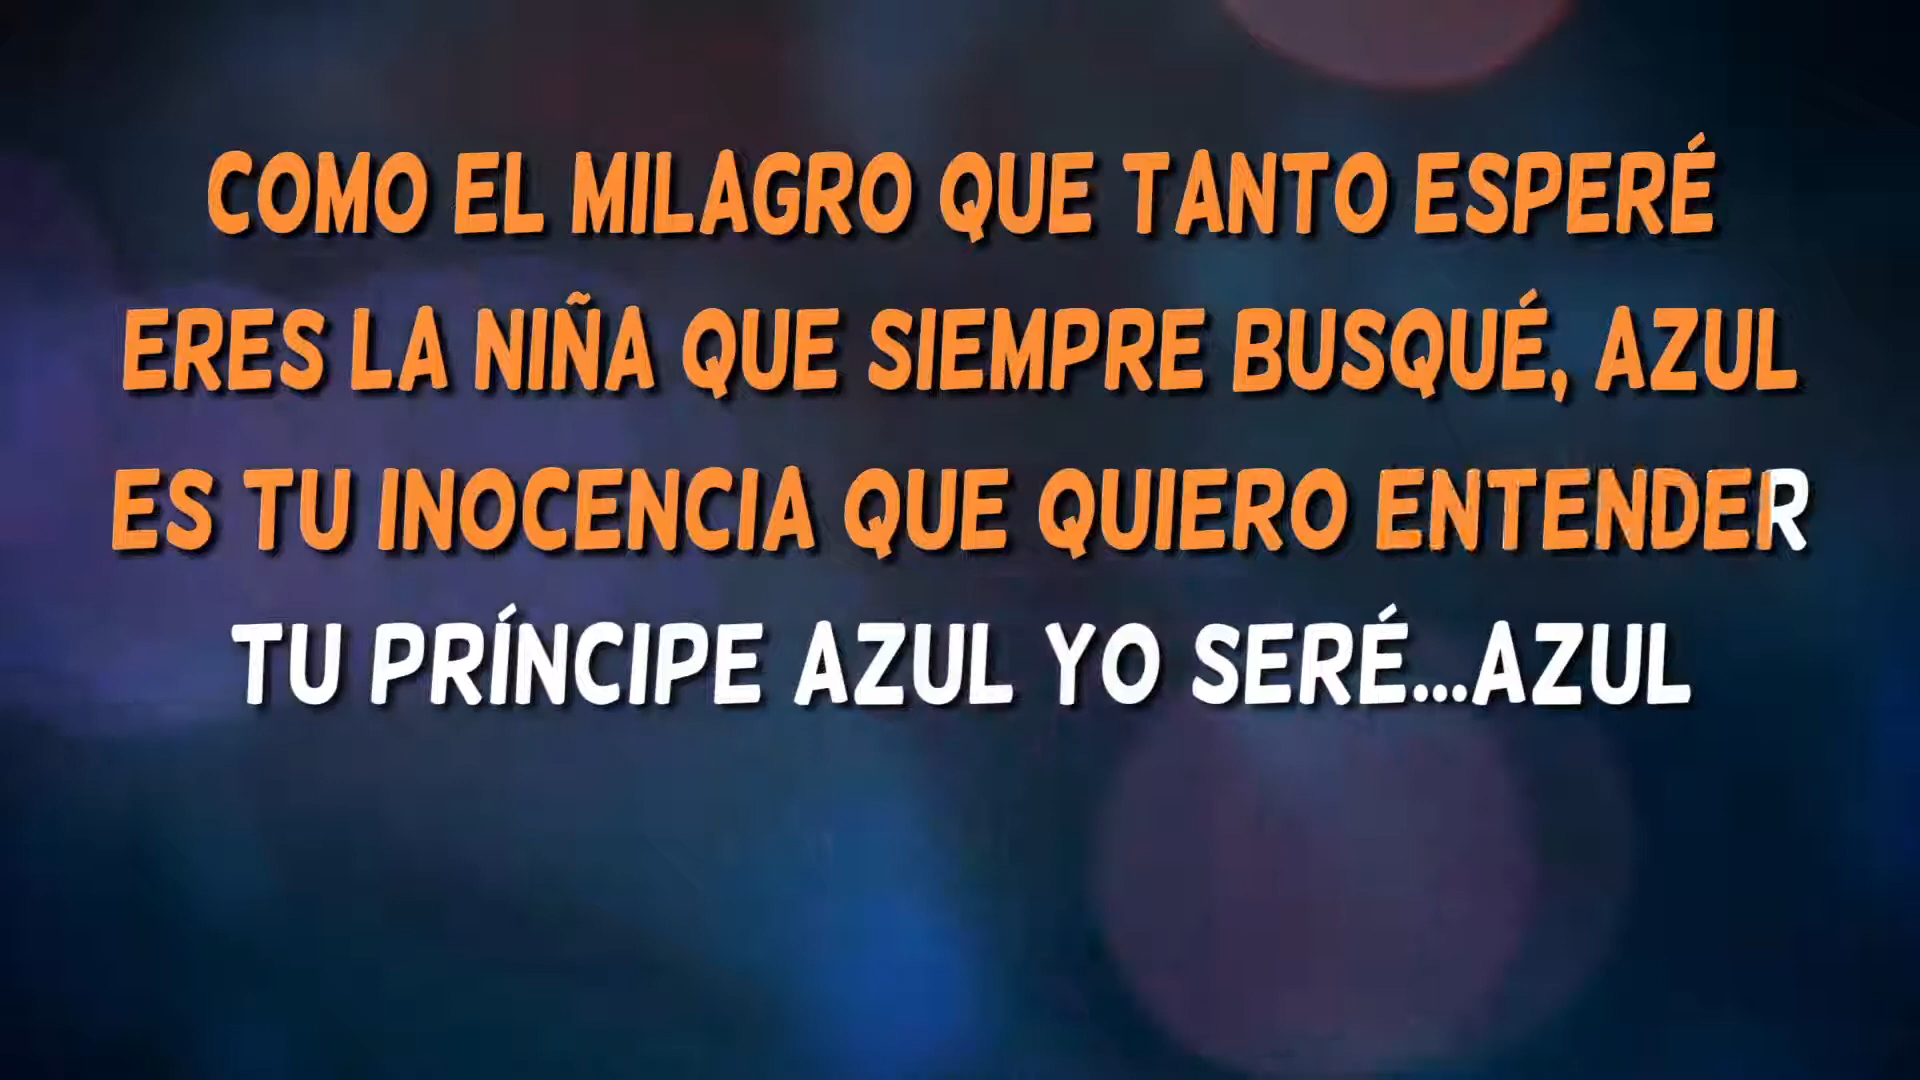 COMO EL MILAGRO QUE TANTO ESPERÉ
ERES LA NIÑA QUE SIEMPRE BUSQUÉ, AZUL
ES TU INOCENCIA QUE QUIERO ENTENDER
TU PRÍNCIPE AZUL YO SERÉ...AZUL